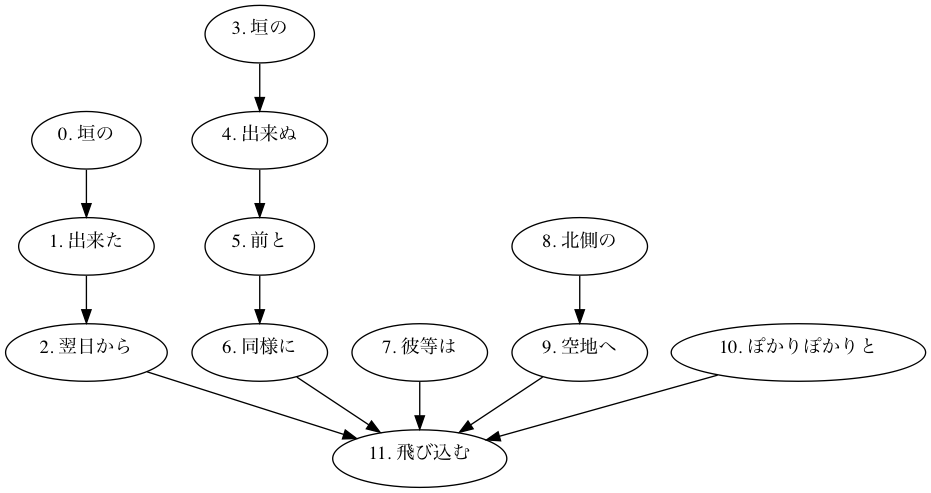 3. 垣の
0. 垣の
4. 出来ぬ
1. 出来た
5. 前と
8. 北側の
2. 翌日から
6. 同様に
7. 彼等は
9. 空地へ
10. ぽかりぽかりと
11. 飛び込む